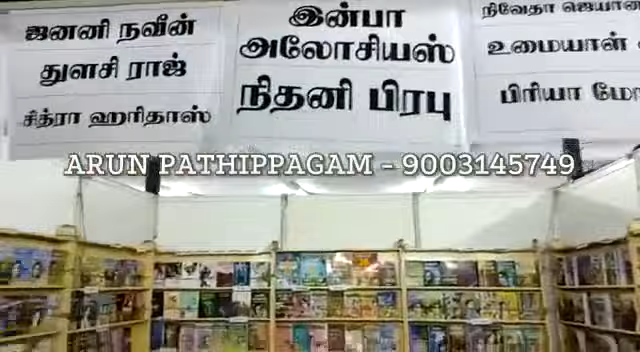 ஜனனி நவீன்
துளசி ராஜ்
சித்ரா ஹரிதாஸ்
இன்பா
அலோசியஸ்
நிதனி பிரபு
நிவேதா
உமையாள்
பிரியா
ARUN PATHIPPAGAM - 9003145749